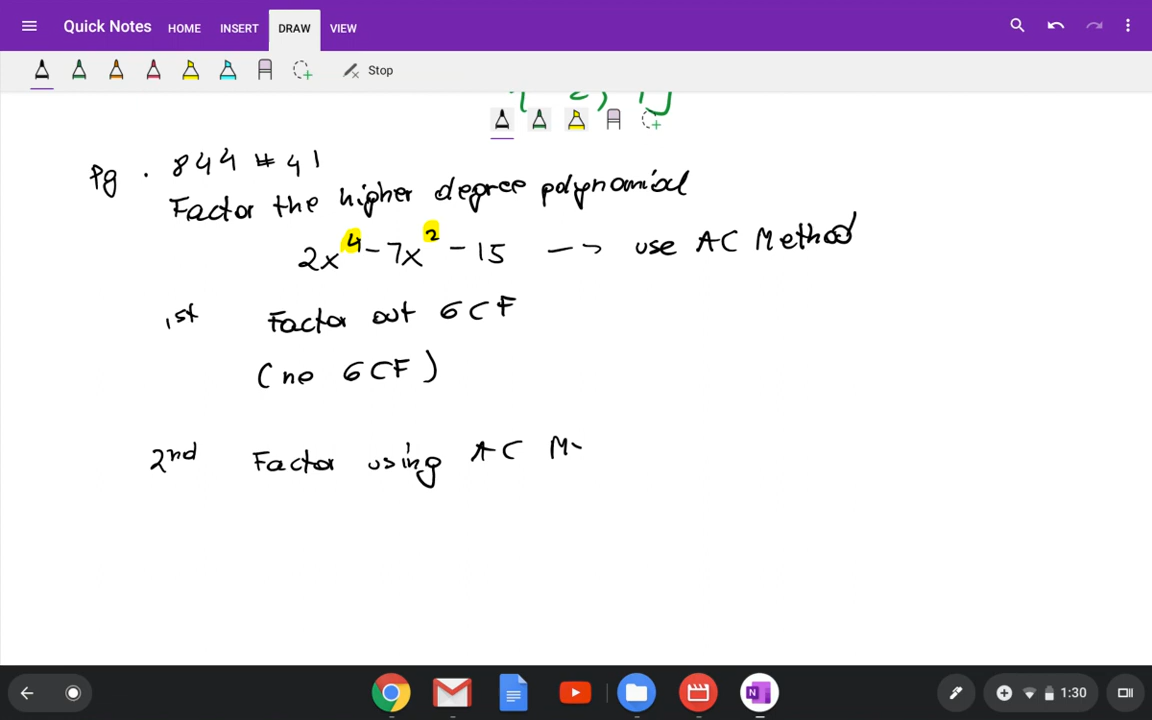 Quick Notes HOME INSERT DRAW VIEW
Stop
Pg. 844 # 41
Factor the higher degree polynomial
2x⁴ - 7x² - 15 --> use AC Method
1st Factor out GCF
(no GCF)
2nd Factor using AC M
1:30